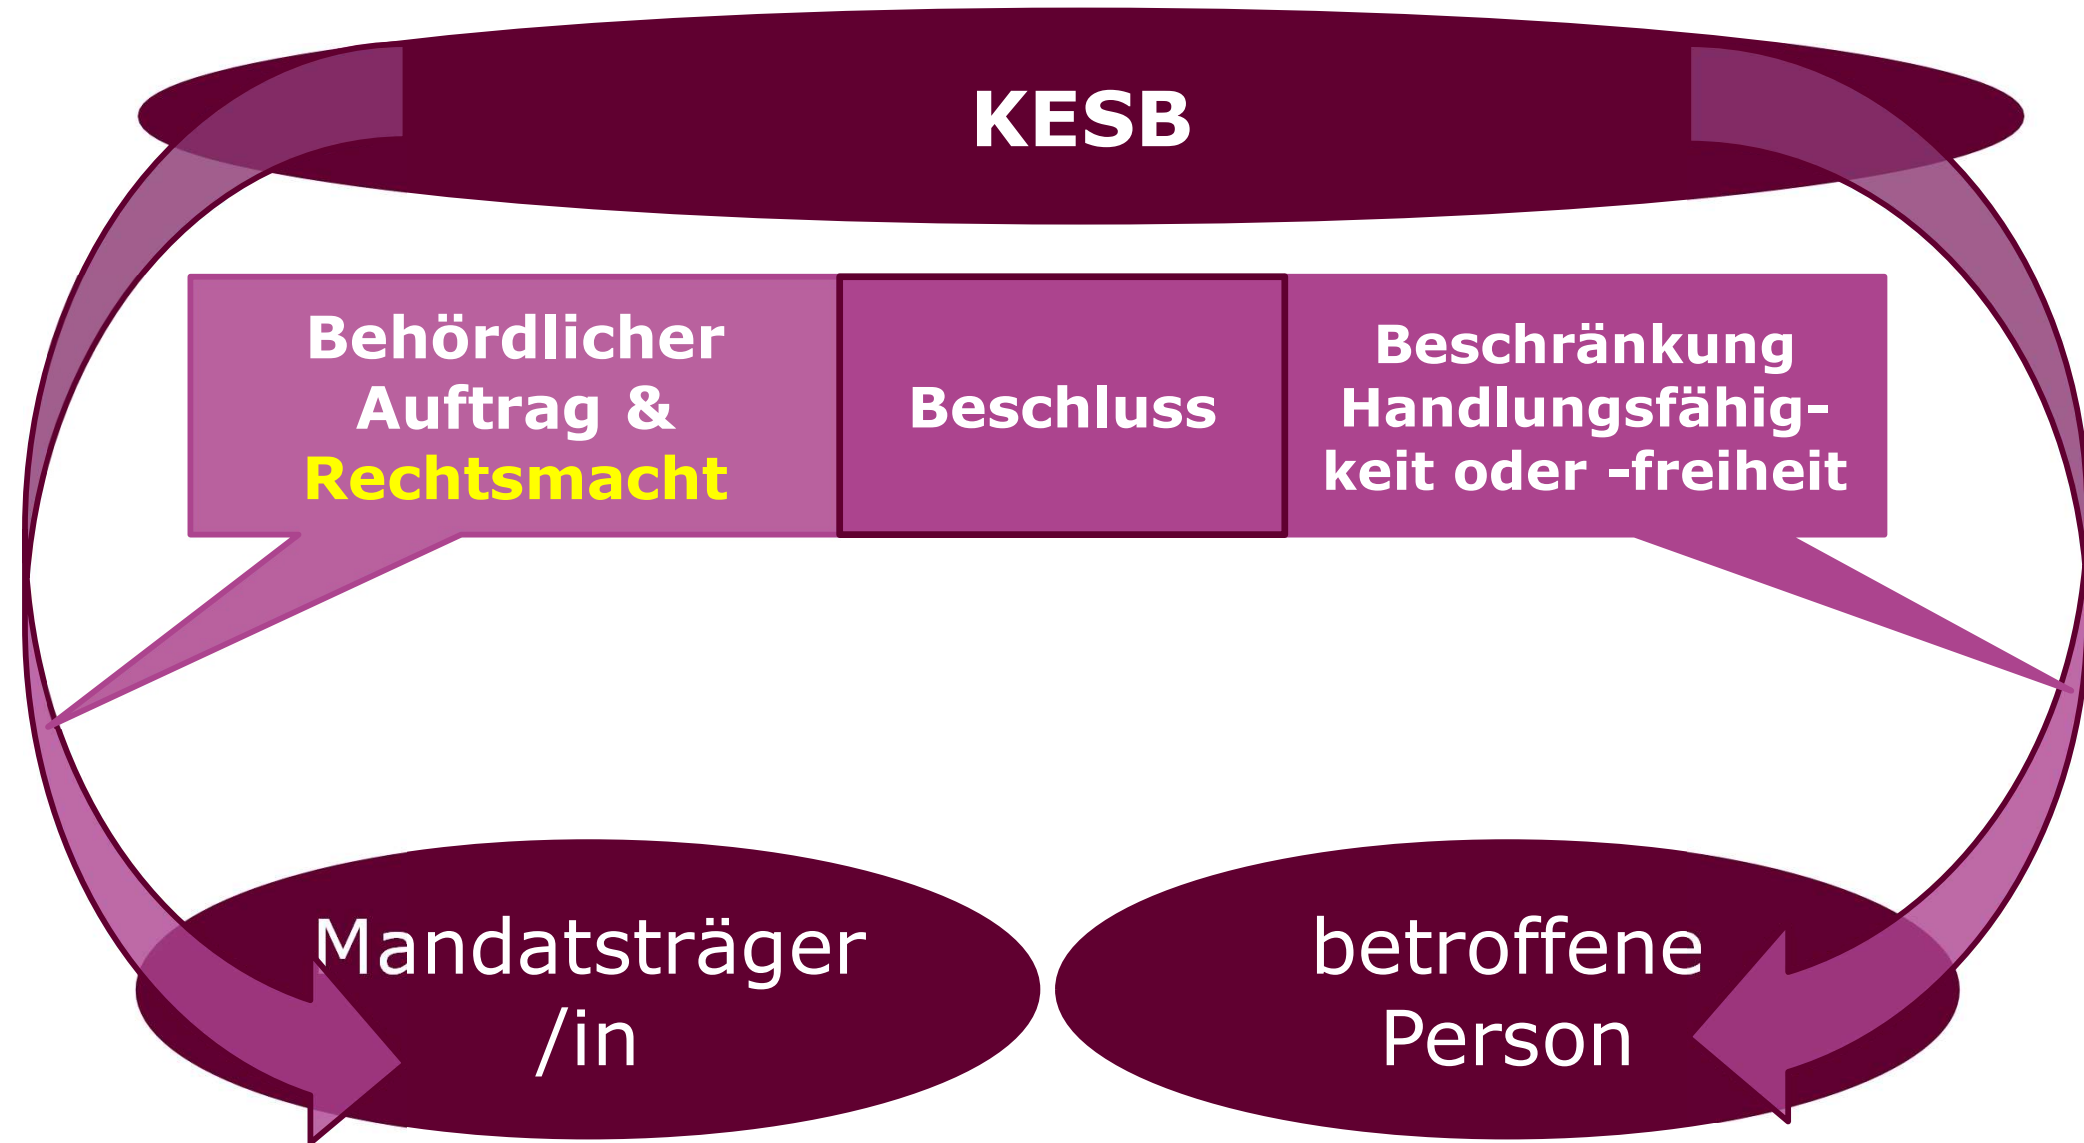 KESB
Behördlicher
Auftrag &
Rechtsmacht
Beschluss
Beschränkung
Handlungsfähig-
keit oder -freiheit
Mandatsträger
/in
betroffene
Person